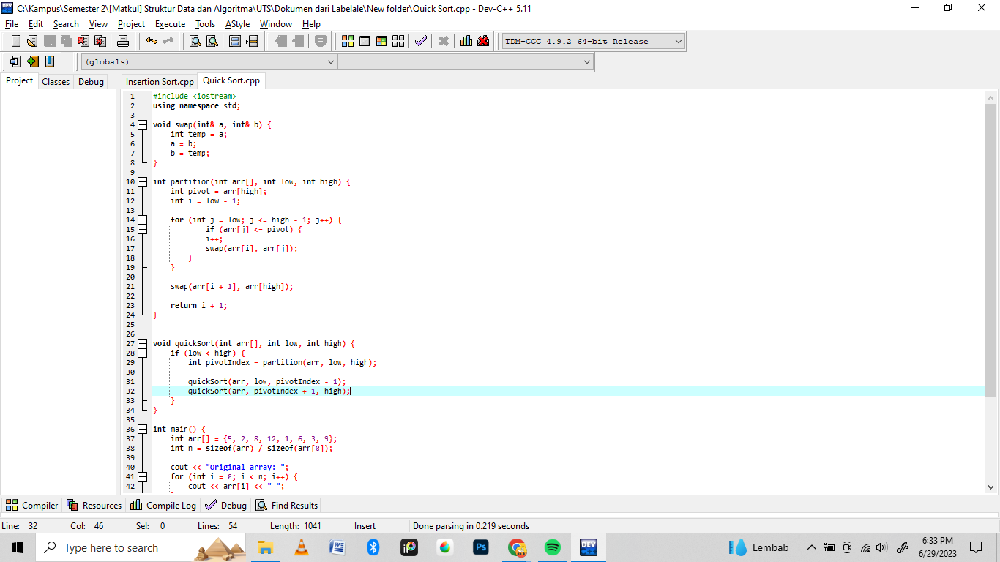 C:\Kampus\Semester 2\[Matkul] Struktur Data dan Algoritma\UTS\Dokumen dari Labelale\New folder\Quick Sort.cpp - Dev-C++ 5.11
File Edit Search View Project Execute Tools AStyle Window Help
TDM-GCC 4.9.2 64-bit Release
(globals)
Project Classes Debug Insertion Sort.cpp Quick Sort.cpp
1 #include <iostream>
2 using namespace std;
3
4 void swap(int& a, int& b) {
5 int temp = a;
6 a = b;
7 b = temp;
8 }
9
10 int partition(int arr[], int low, int high) {
11 int pivot = arr[high];
12 int i = low - 1;
13
14 for (int j = low; j <= high - 1; j++) {
15 if (arr[j] <= pivot) {
16 i++;
17 swap(arr[i], arr[j]);
18 }
19 }
20
21 swap(arr[i + 1], arr[high]);
22
23 return i + 1;
24 }
25
26
27 void quickSort(int arr[], int low, int high) {
28 if (low < high) {
29 int pivotIndex = partition(arr, low, high);
30
31 quickSort(arr, low, pivotIndex - 1);
32 quickSort(arr, pivotIndex + 1, high);
33 }
34 }
35
36 int main() {
37 int arr[] = {5, 2, 8, 12, 1, 6, 3, 9};
38 int n = sizeof(arr) / sizeof(arr[0]);
39
40 cout << "Original array: ";
41 for (int i = 0; i < n; i++) {
42 cout << arr[i] << " ";
Compiler Resources Compile Log Debug Find Results
Line: 32 Col: 46 Sel: 0 Lines: 54 Length: 1041 Insert Done parsing in 0.219 seconds
Type here to search
Ps
DEV
Lembab
6:33 PM
6/29/2023